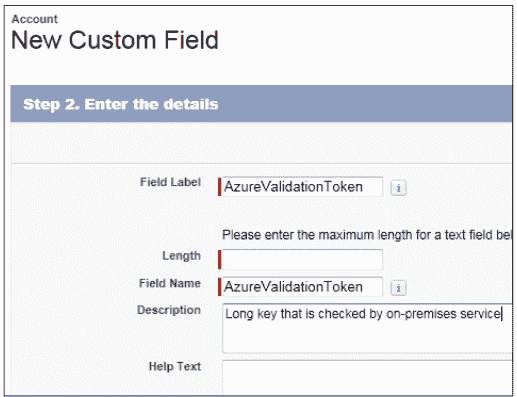 Account
New Custom Field
Step 2. Enter the details
Field Label AzureValidationToken i
Please enter the maximum length for a text field
Length
Field Name AzureValidationToken i
Description Long key that is checked by on-premises service
Help Text